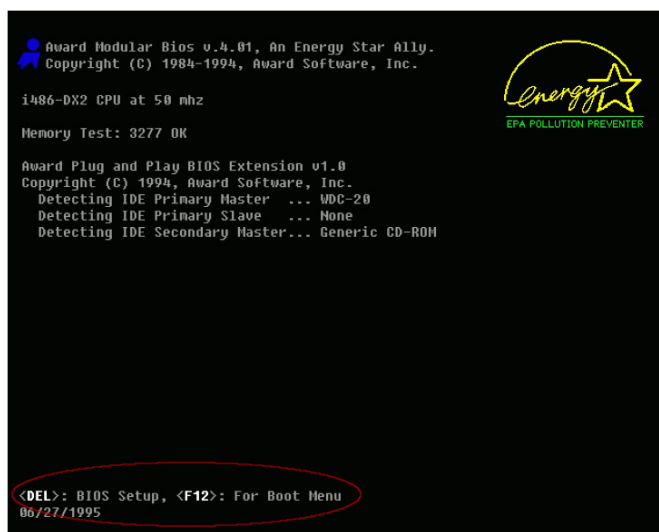 Award Modular Bios v.4.01, An Energy Star Ally.
Copyright (C) 1984-1994, Award Software, Inc.
energy
EPA POLLUTION PREVENTER
i486-DX2 CPU at 50 mhz
Memory Test: 3277 OK
Award Plug and Play BIOS Extension v1.0
Copyright (C) 1994, Award Software, Inc.
Detecting IDE Primary Master ... WDC-20
Detecting IDE Primary Slave ... None
Detecting IDE Secondary Master... Generic CD-ROM
<DEL>: BIOS Setup, <F12>: For Boot Menu
06/27/1995